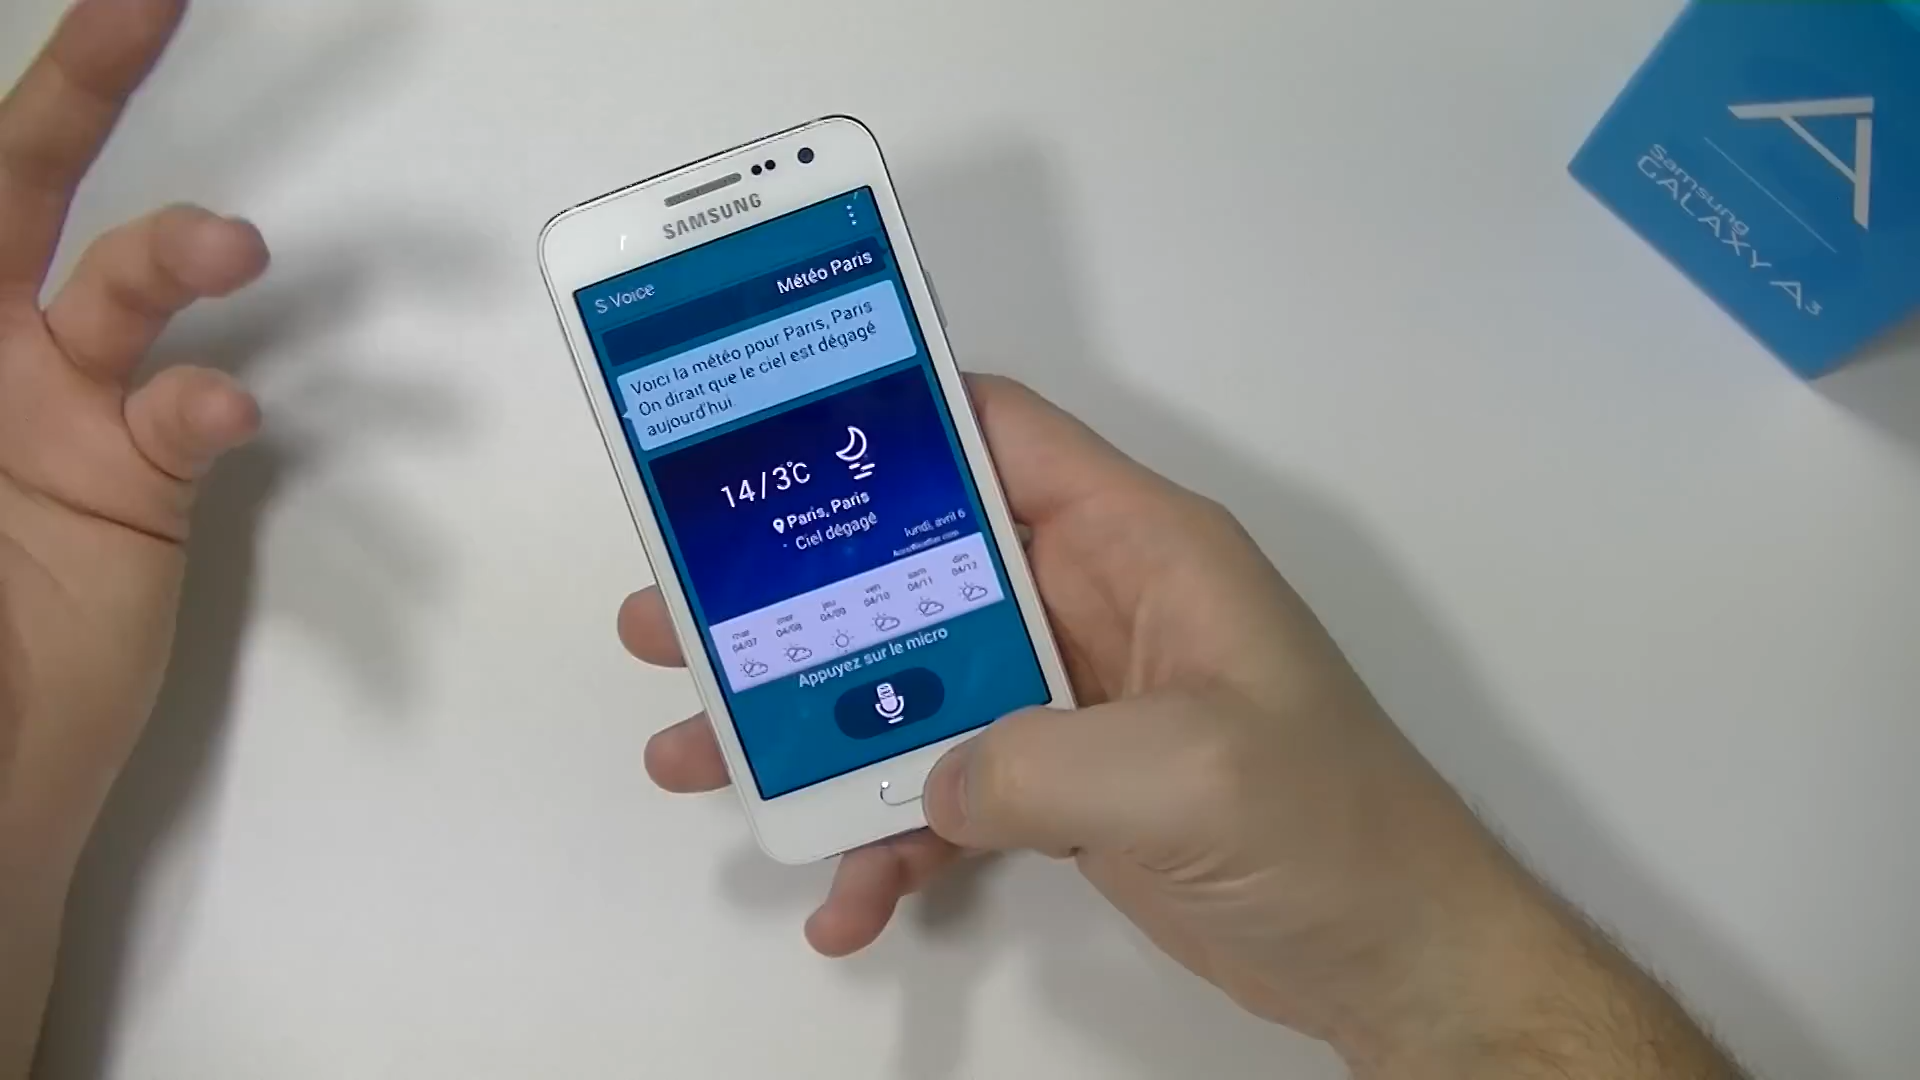 SAMSUNG
S Voice
Météo Paris
Voici la météo pour Paris, Paris
On dirait que le ciel est dégagé
aujourd'hui.
14/3°C
Paris, Paris
Ciel dégagé
lundi, avril 6
AccuWeather.com
mar mer jeu ven sam dim
04/07 04/08 04/09 04/10 04/11 04/12
Appuyez sur le micro
A
Samsung
GALAXY A3